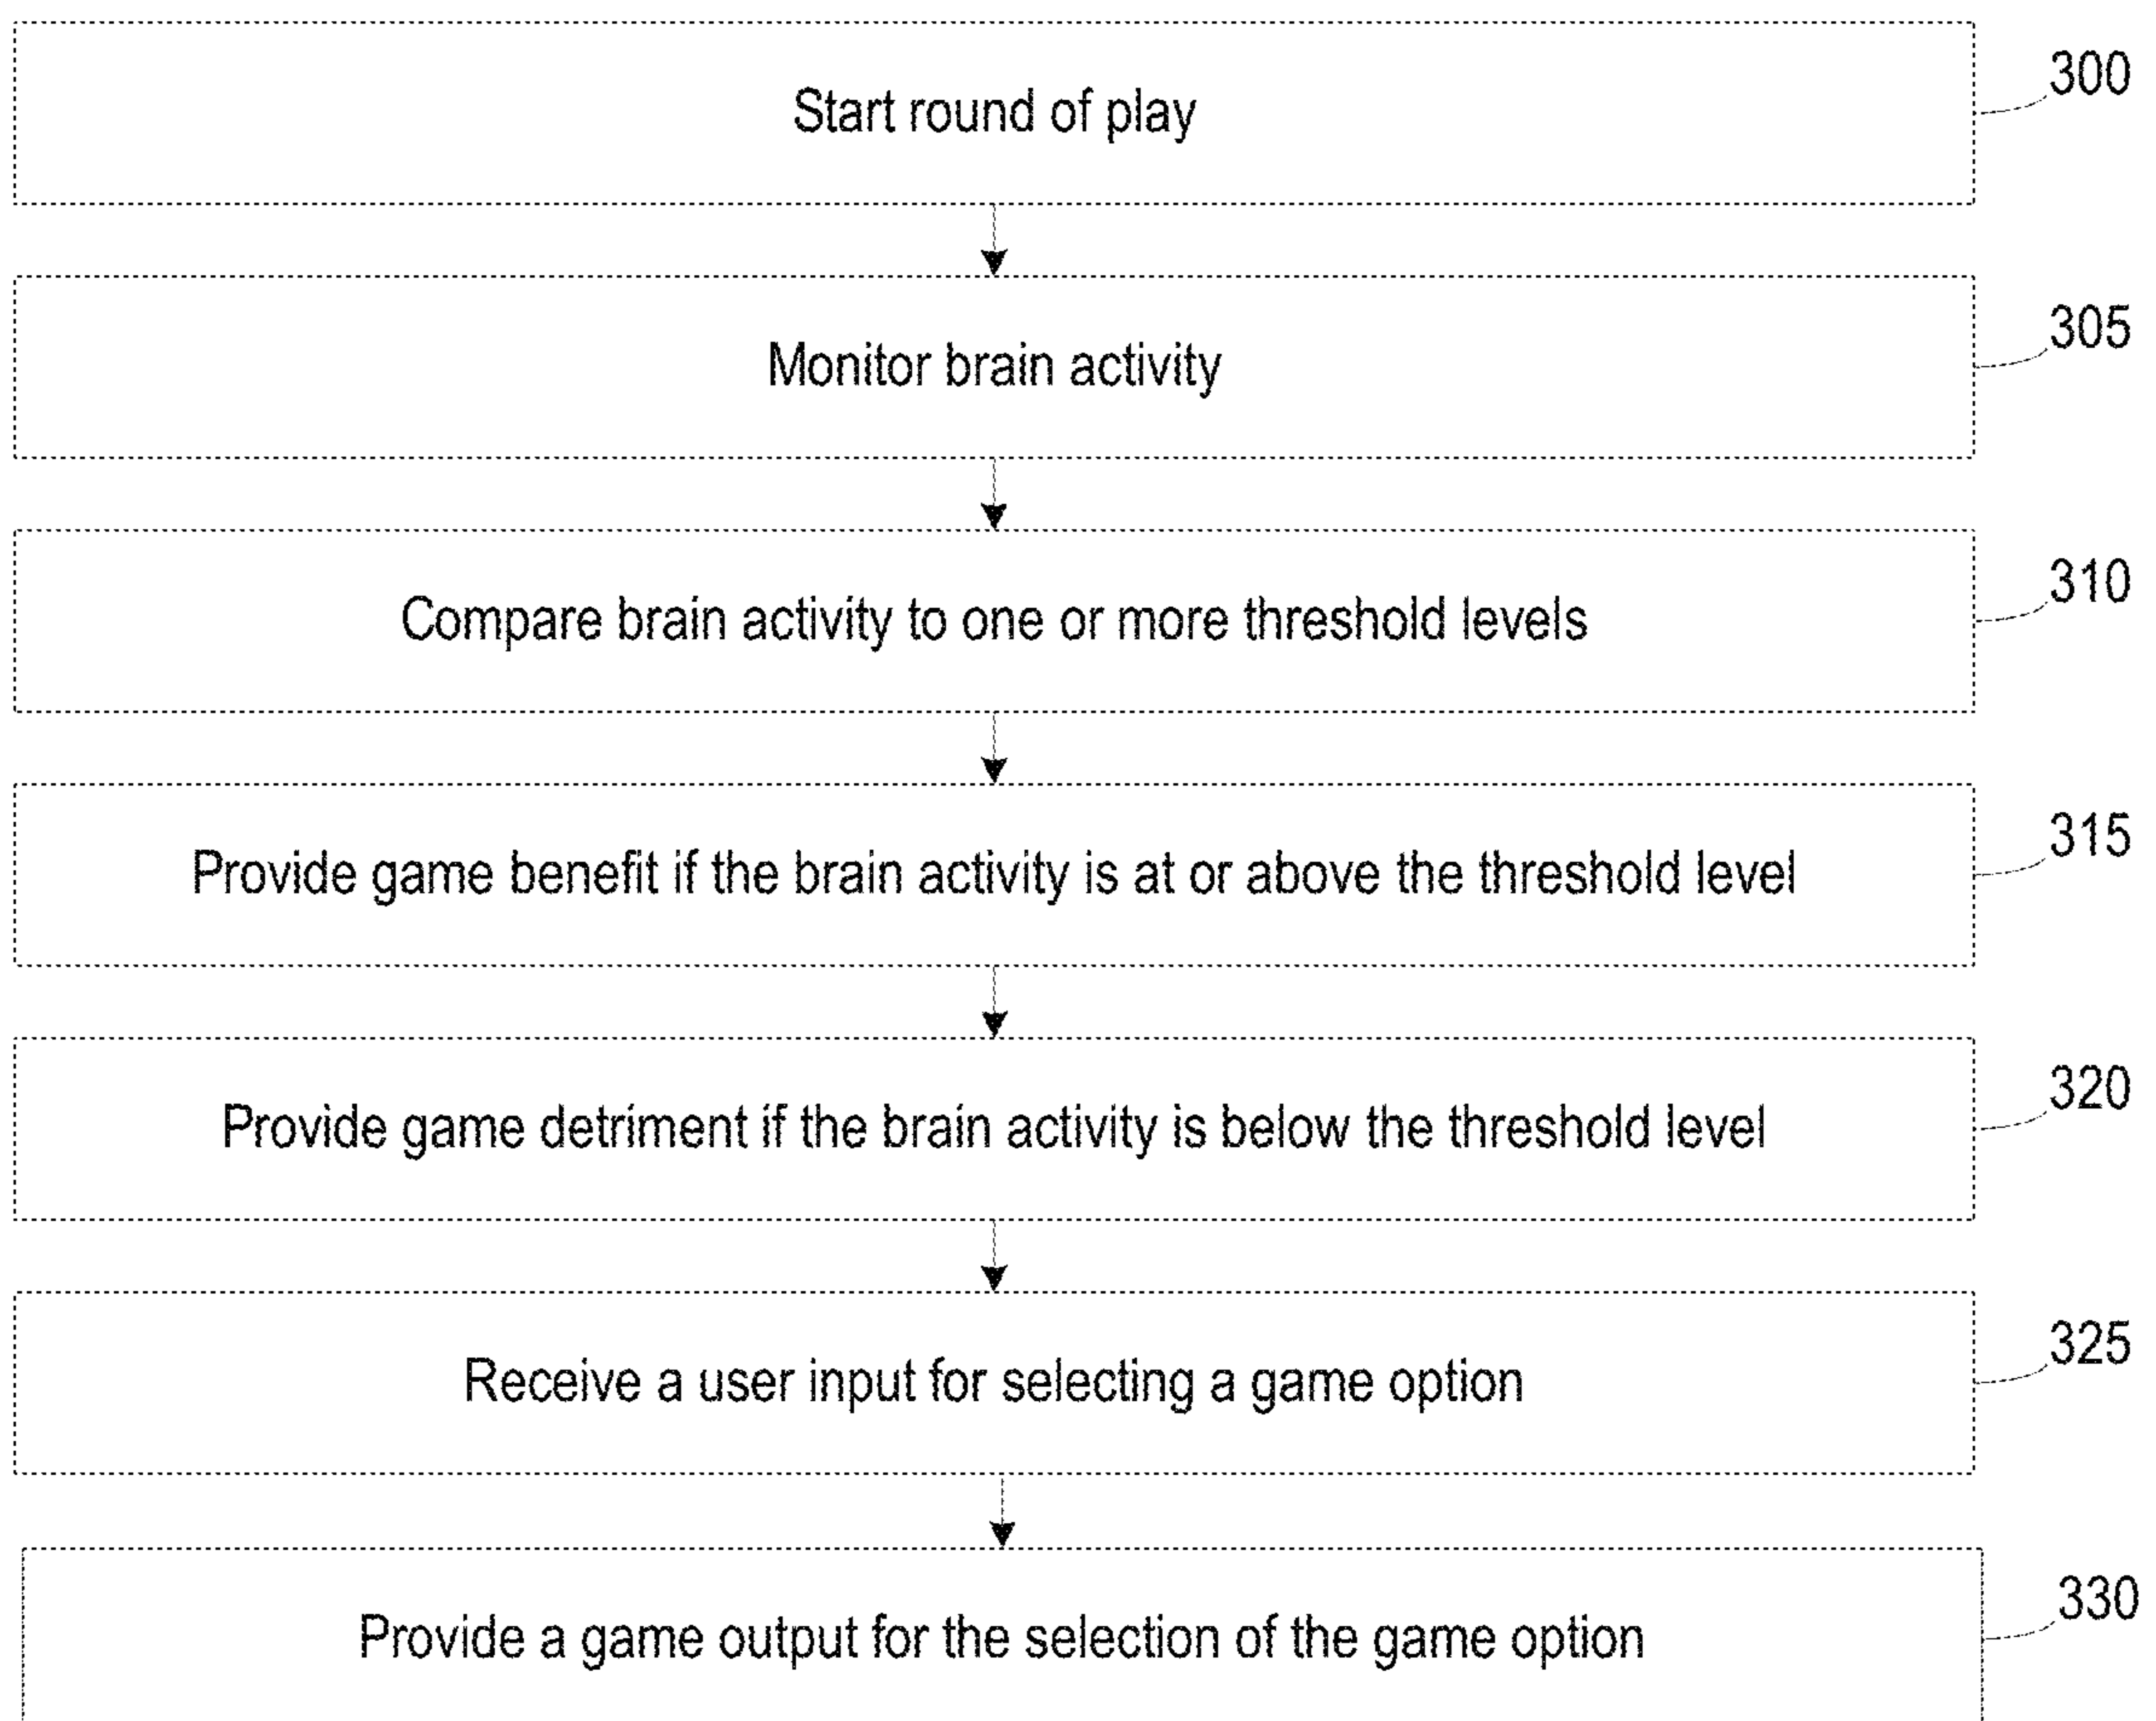 Start round of play
300
Monitor brain activity
305
Compare brain activity to one or more threshold levels
310
Provide game benefit if the brain activity is at or above the threshold level
315
Provide game detriment if the brain activity is below the threshold level
320
Receive a user input for selecting a game option
325
Provide a game output for the selection of the game option
330